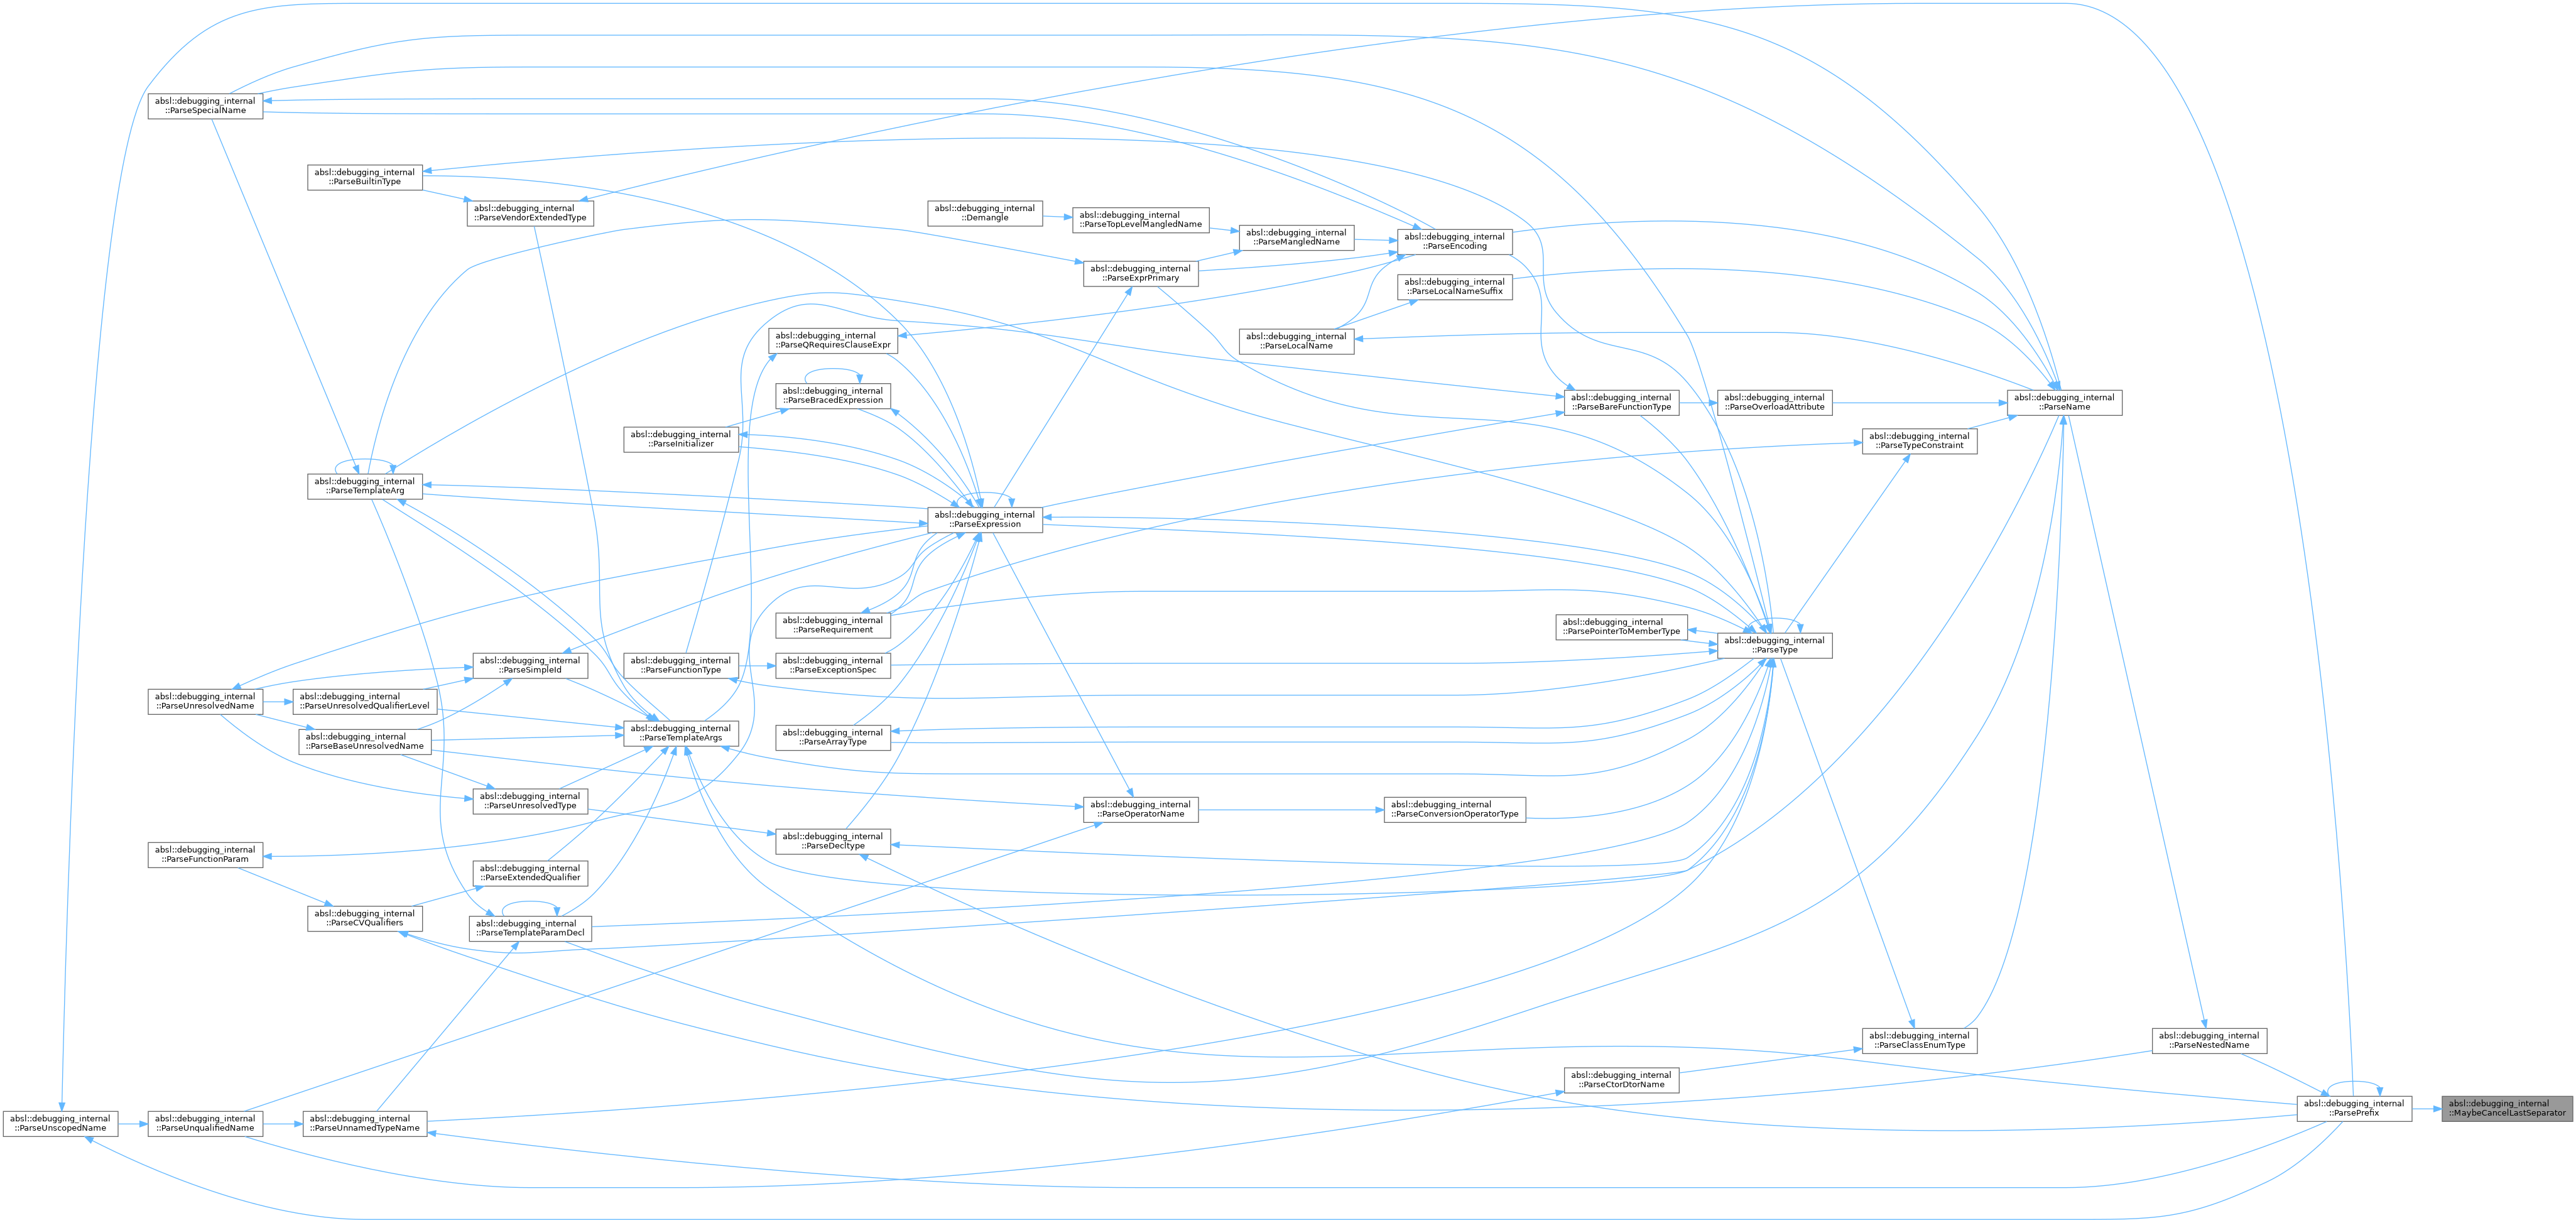 absl::debugging_internal
::ParseSpecialName
absl::debugging_internal
::ParseBuiltinType
absl::debugging_internal
::ParseVendorExtendedType
absl::debugging_internal
::Demangle
absl::debugging_internal
::ParseTopLevelMangledName
absl::debugging_internal
::ParseMangledName
absl::debugging_internal
::ParseEncoding
absl::debugging_internal
::ParseExprPrimary
absl::debugging_internal
::ParseLocalNameSuffix
absl::debugging_internal
::ParseQRequiresClauseExpr
absl::debugging_internal
::ParseLocalName
absl::debugging_internal
::ParseBracedExpression
absl::debugging_internal
::ParseBareFunctionType
absl::debugging_internal
::ParseOverloadAttribute
absl::debugging_internal
::ParseName
absl::debugging_internal
::ParseInitializer
absl::debugging_internal
::ParseTypeConstraint
absl::debugging_internal
::ParseTemplateArg
absl::debugging_internal
::ParseExpression
absl::debugging_internal
::ParseRequirement
absl::debugging_internal
::ParsePointerToMemberType
absl::debugging_internal
::ParseType
absl::debugging_internal
::ParseSimpleId
absl::debugging_internal
::ParseFunctionType
absl::debugging_internal
::ParseExceptionSpec
absl::debugging_internal
::ParseUnresolvedName
absl::debugging_internal
::ParseUnresolvedQualifierLevel
absl::debugging_internal
::ParseBaseUnresolvedName
absl::debugging_internal
::ParseTemplateArgs
absl::debugging_internal
::ParseArrayType
absl::debugging_internal
::ParseUnresolvedType
absl::debugging_internal
::ParseOperatorName
absl::debugging_internal
::ParseConversionOperatorType
absl::debugging_internal
::ParseDecltype
absl::debugging_internal
::ParseFunctionParam
absl::debugging_internal
::ParseExtendedQualifier
absl::debugging_internal
::ParseCVQualifiers
absl::debugging_internal
::ParseTemplateParamDecl
absl::debugging_internal
::ParseClassEnumType
absl::debugging_internal
::ParseNestedName
absl::debugging_internal
::ParseCtorDtorName
absl::debugging_internal
::ParseUnscopedName
absl::debugging_internal
::ParseUnqualifiedName
absl::debugging_internal
::ParseUnnamedTypeName
absl::debugging_internal
::ParsePrefix
absl::debugging_internal
::MaybeCancelLastSeparator